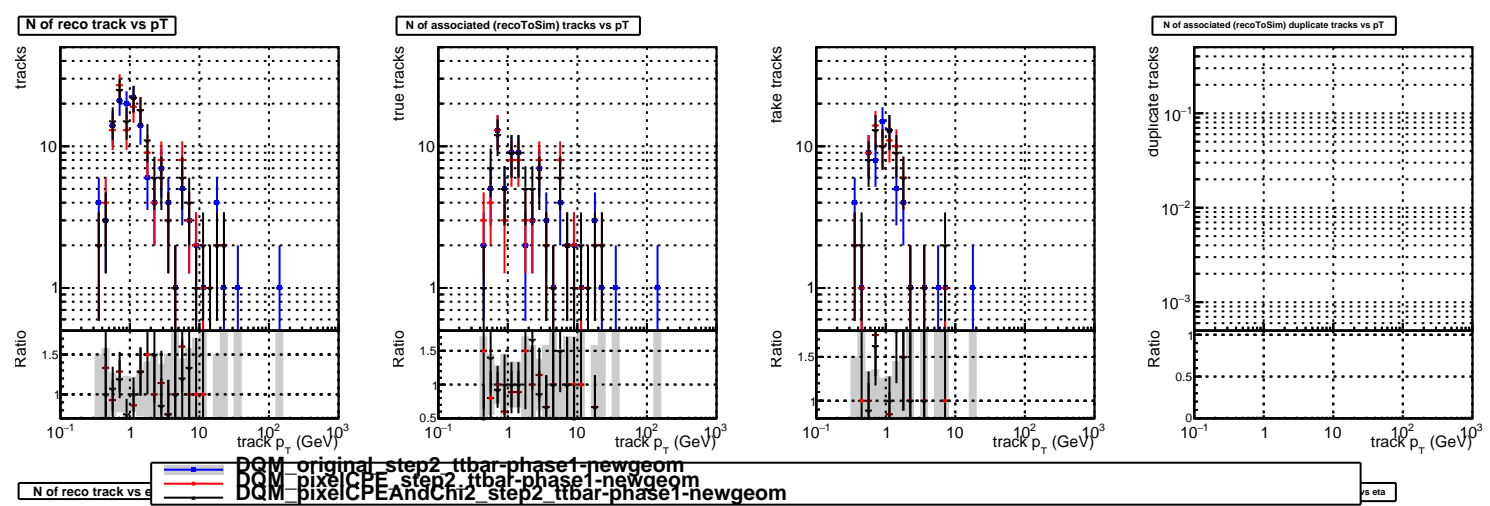 N of reco track vs pT
N of associated (recoToSim) tracks vs pT
N of associated (recoToSim) duplicate tracks vs pT
tracks
10
1
Ratio
1.5
1
10⁻¹ 1 10 10² 10³
track p_T (GeV)
true tracks
10
1
Ratio
1.5
1
0.5
10⁻¹ 1 10 10² 10³
track p_T (GeV)
fake tracks
10
1
Ratio
1.5
1
10⁻¹ 1 10 10² 10³
track p_T (GeV)
duplicate tracks
10⁻¹
10⁻²
10⁻³
Ratio
1
0.5
0
10⁻¹ 1 10 10² 10³
track p_T (GeV)
DQM_original_step2_ttbar-phase1-newgeom
DQM_pixelCPE_step2_ttbar-phase1-newgeom
DQM_pixelCPEAndChi2_step2_ttbar-phase1-newgeom
N of reco track vs e
vs eta